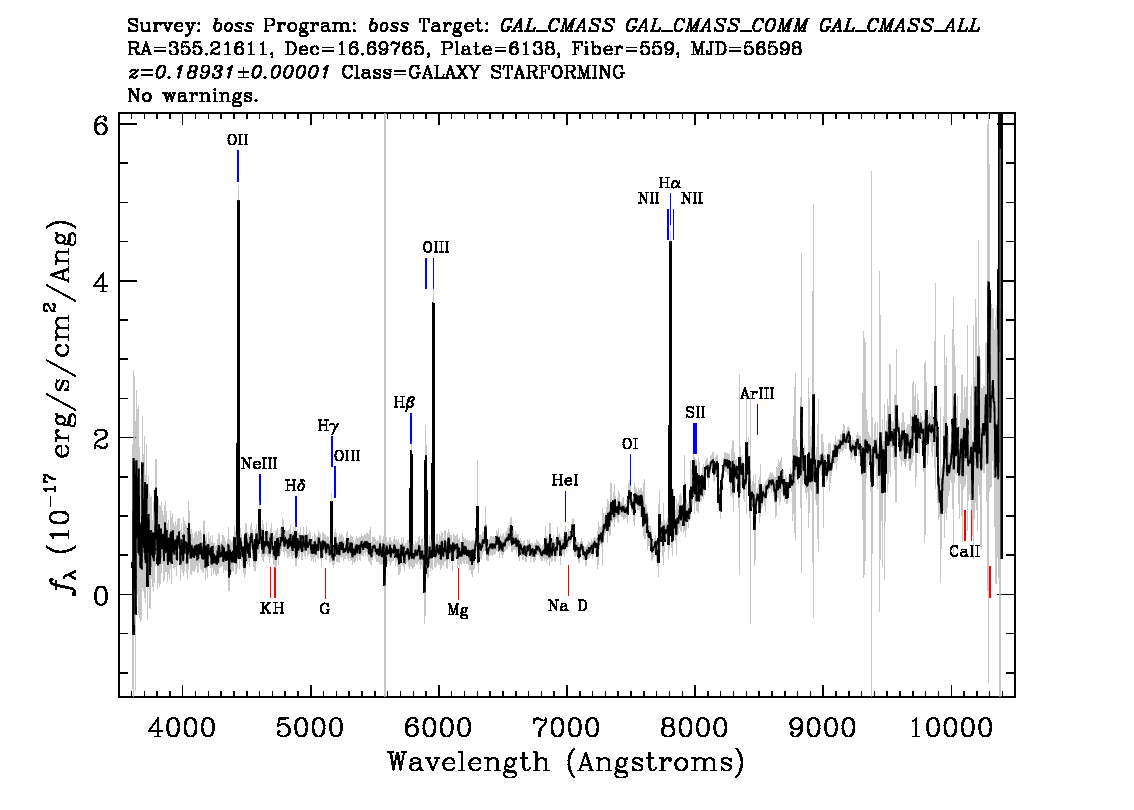 Survey: boss Program: boss Target: GAL_CMASS GAL_CMASS_COMM GAL_CMASS_ALL
RA=355.21611, Dec=16.69765, Plate=6138, Fiber=559, MJD=56598
z=0.18931±0.00001 Class=GALAXY STARFORMING
No warnings.
6
OII
Hα
NII NII
OIII
4
Hβ
ArIII
SII
2
Hγ
OI
NeIII
OIII
HeI
Hδ
CaII
0
K H
G
Mg
Na D
fλ (10⁻¹⁷ erg/s/cm²/Ang)
4000 5000 6000 7000 8000 9000 10000
Wavelength (Angstroms)